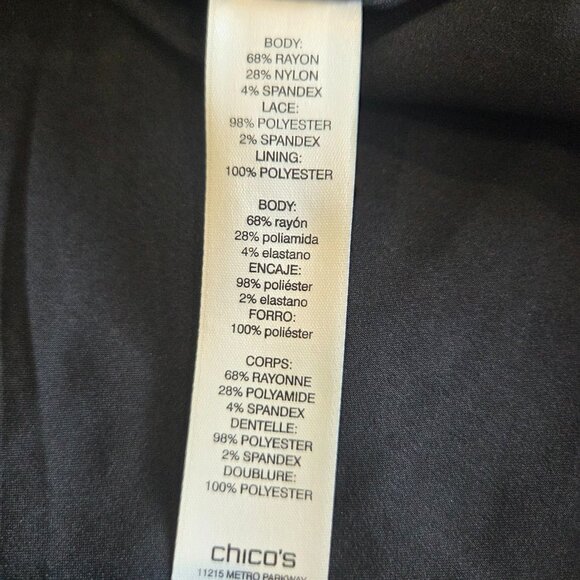 BODY:
68% RAYON
28% NYLON
4% SPANDEX
LACE:
98% POLYESTER
2% SPANDEX
LINING:
100% POLYESTER
BODY:
68% rayón
28% poliamida
4% elastano
ENCAJE:
98% poliéster
2% elastano
FORRO:
100% poliéster
CORPS:
68% RAYONNE
28% POLYAMIDE
4% SPANDEX
DENTELLE:
98% POLYESTER
2% SPANDEX
DOUBLURE:
100% POLYESTER
chico's
11215 METRO PARKWAY